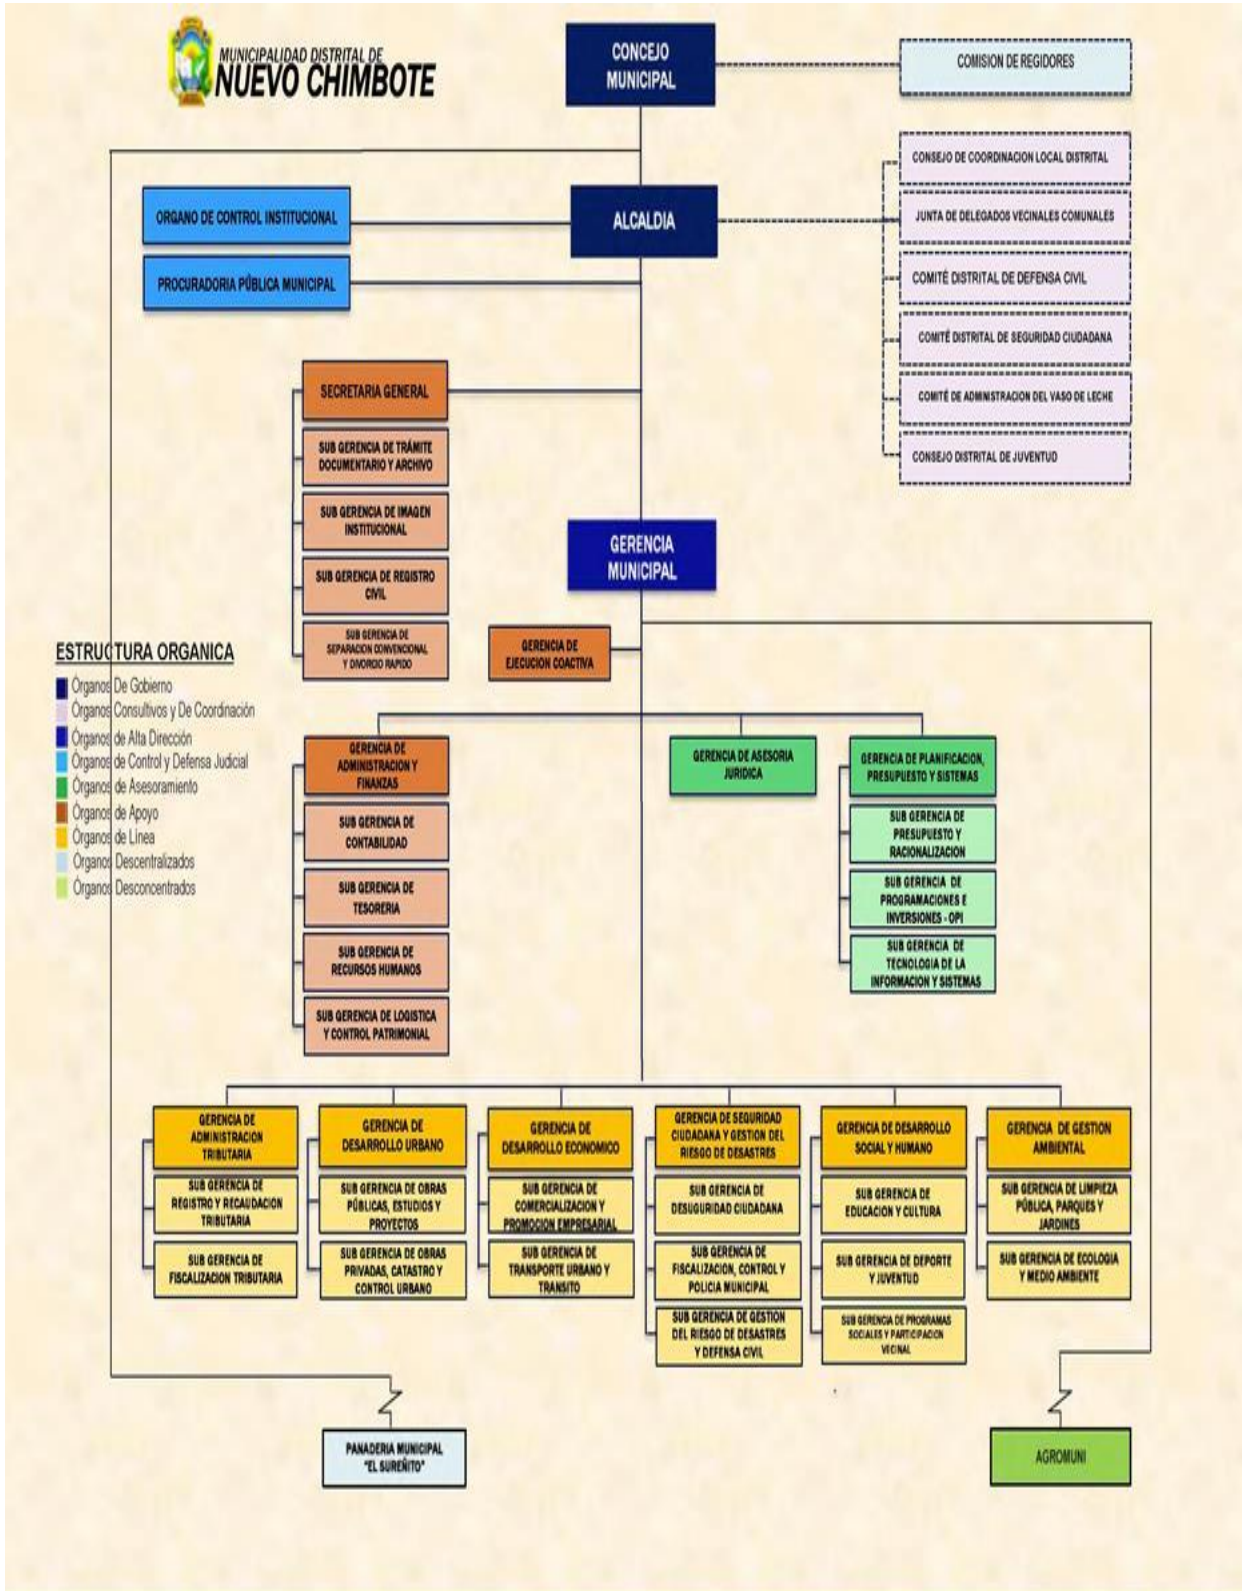 MUNICIPALIDAD DISTRITAL DE
NUEVO CHIMBOTE
CONCEJO
MUNICIPAL
COMISION DE REGIDORES
CONSEJO DE COORDINACION LOCAL DISTRITAL
ORGANO DE CONTROL INSTITUCIONAL
ALCALDIA
JUNTA DE DELEGADOS VECINALES COMUNALES
PROCURADORIA PÚBLICA MUNICIPAL
COMITÉ DISTRITAL DE DEFENSA CIVIL
COMITÉ DISTRITAL DE SEGURIDAD CIUDADANA
COMITÉ DE ADMINISTRACION DEL VASO DE LECHE
CONSEJO DISTRITAL DE JUVENTUD
SECRETARIA GENERAL
SUB GERENCIA DE TRÁMITE
DOCUMENTARIO Y ARCHIVO
SUB GERENCIA DE IMAGEN
INSTITUCIONAL
SUB GERENCIA DE REGISTRO
CIVIL
SUB GERENCIA DE
SEPARACION CONVENCIONAL
Y DIVORCIO RAPIDO
GERENCIA
MUNICIPAL
GERENCIA DE
EJECUCION COACTIVA
ESTRUCTURA ORGANICA
Órganos De Gobierno
Órganos Consultivos y De Coordinación
Órganos de Alta Dirección
Órganos de Control y Defensa Judicial
Órganos de Asesoramiento
Órganos de Apoyo
Órganos de Línea
Órganos Descentralizados
Órganos Desconcentrados
GERENCIA DE
ADMINISTRACION Y
FINANZAS
SUB GERENCIA DE
CONTABILIDAD
SUB GERENCIA DE
TESORERIA
SUB GERENCIA DE
RECURSOS HUMANOS
SUB GERENCIA DE LOGISTICA
Y CONTROL PATRIMONIAL
GERENCIA DE ASESORIA
JURIDICA
GERENCIA DE PLANIFICACION,
PRESUPUESTO Y SISTEMAS
SUB GERENCIA DE
PRESUPUESTO Y
RACIONALIZACION
SUB GERENCIA DE
PROGRAMACIONES E
INVERSIONES - OPI
SUB GERENCIA DE
TECNOLOGIA DE LA
INFORMACION Y SISTEMAS
GERENCIA DE
ADMINISTRACION
TRIBUTARIA
SUB GERENCIA DE
REGISTRO Y RECAUDACION
TRIBUTARIA
SUB GERENCIA DE
FISCALIZACION TRIBUTARIA
GERENCIA DE
DESARROLLO URBANO
SUB GERENCIA DE OBRAS
PÚBLICAS, ESTUDIOS Y
PROYECTOS
SUB GERENCIA DE OBRAS
PRIVADAS, CATASTRO Y
CONTROL URBANO
GERENCIA DE
DESARROLLO ECONOMICO
SUB GERENCIA DE
COMERCIALIZACION Y
PROMOCION EMPRESARIAL
SUB GERENCIA DE
TRANSPORTE URBANO Y
TRANSITO
GERENCIA DE SEGURIDAD
CIUDADANA Y GESTION DEL
RIESGO DE DESASTRES
SUB GERENCIA DE
DESUGURIDAD CIUDADANA
SUB GERENCIA DE
FISCALIZACION, CONTROL Y
POLICIA MUNICIPAL
SUB GERENCIA DE GESTION
DEL RIESGO DE DESASTRES
Y DEFENSA CIVIL
GERENCIA DE DESARROLLO
SOCIAL Y HUMANO
SUB GERENCIA DE
EDUCACION Y CULTURA
SUB GERENCIA DE DEPORTE
Y JUVENTUD
SUB GERENCIA DE PROGRAMAS
SOCIALES Y PARTICIPACION
VECINAL
GERENCIA DE GESTION
AMBIENTAL
SUB GERENCIA DE LIMPIEZA
PÚBLICA, PARQUES Y
JARDINES
SUB GERENCIA DE ECOLOGIA
Y MEDIO AMBIENTE
PANADERIA MUNICIPAL
"EL SUREÑITO"
AGROMUNI